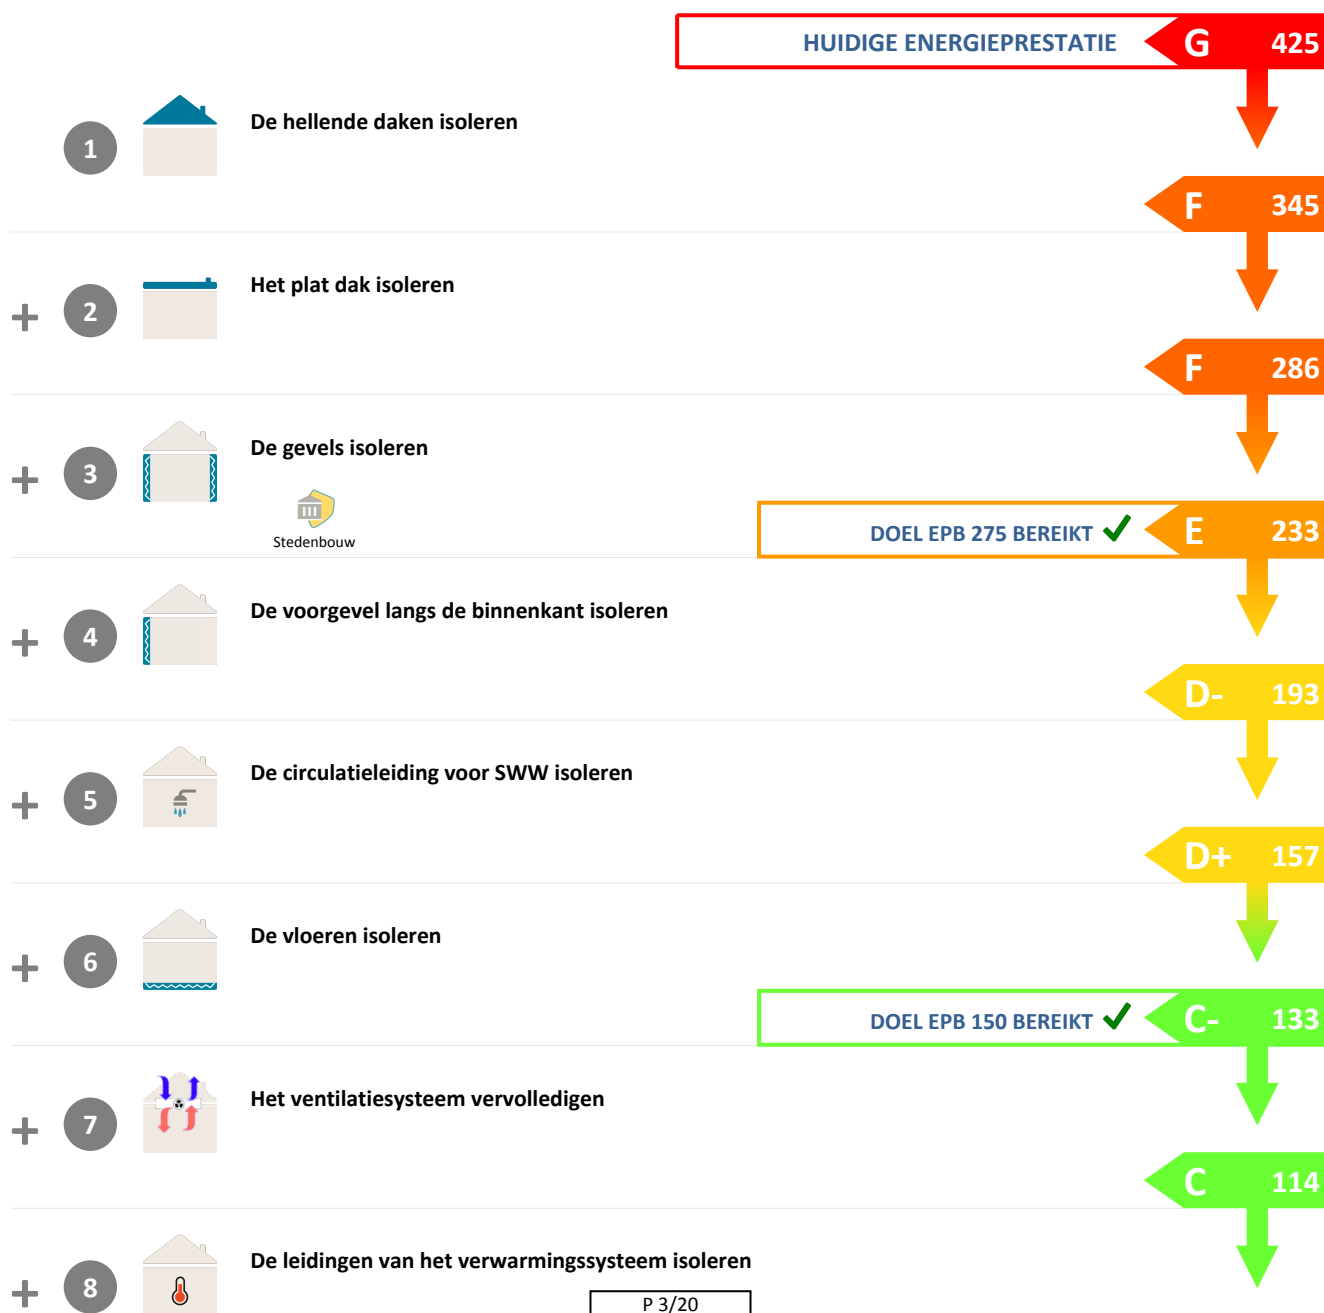 HUIDIGE ENERGIEPRESTATIE G 425
1 De hellende daken isoleren
F 345
+ 2 Het plat dak isoleren
F 286
+ 3 De gevels isoleren
Stedenbouw
DOEL EPB 275 BEREIKT ✔ E 233
+ 4 De voorgevel langs de binnenkant isoleren
D- 193
+ 5 De circulatieleiding voor SWW isoleren
D+ 157
+ 6 De vloeren isoleren
DOEL EPB 150 BEREIKT ✔ C- 133
+ 7 Het ventilatiesysteem vervolledigen
C 114
+ 8 De leidingen van het verwarmingssysteem isoleren
P 3/20